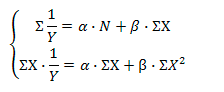 Σ 1/Y = α · N + β · ΣX
ΣX · 1/Y = α · ΣX + β · ΣX²